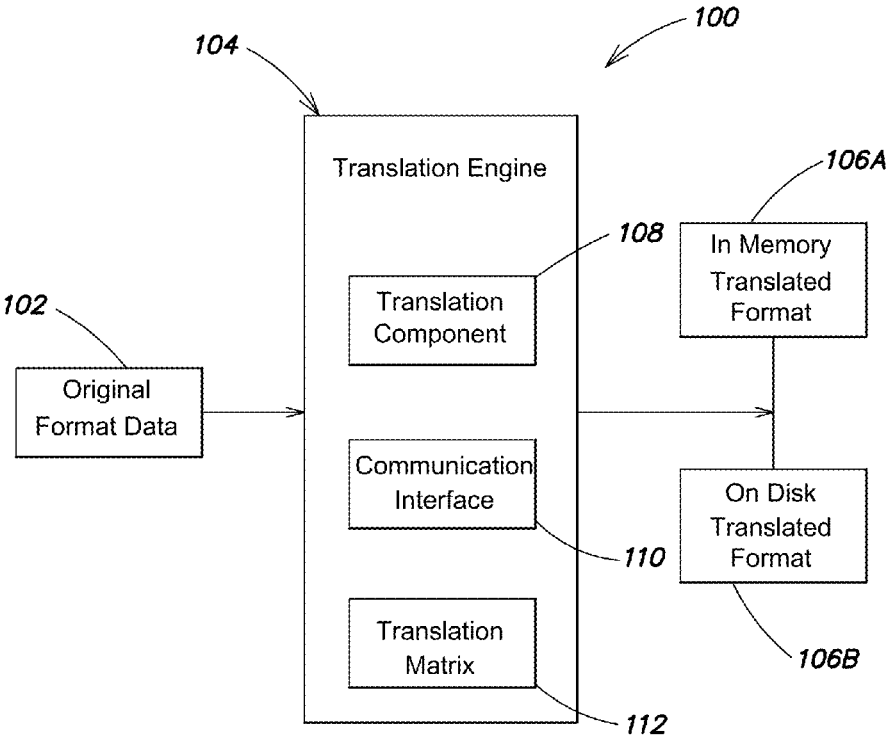 100
104
Translation Engine
106A
108
In Memory
Translated
Format
Translation
Component
102
Original
Format Data
Communication
Interface
On Disk
Translated
Format
110
Translation
Matrix
106B
112